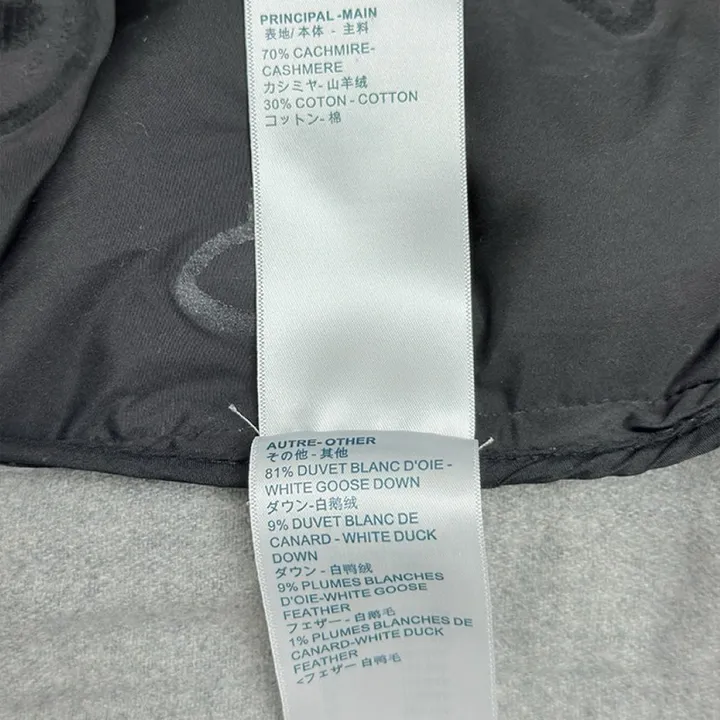 PRINCIPAL-MAIN
表地/本体 - 主料
70% CACHMIRE-
CASHMERE
カシミヤ-山羊绒
30% COTON - COTTON
コットン-棉
AUTRE-OTHER
その他-其他
81% DUVET BLANC D'OIE -
WHITE GOOSE DOWN
ダウン-白鹅绒
9% DUVET BLANC DE
CANARD - WHITE DUCK
DOWN
ダウン - 白鸭绒
9% PLUMES BLANCHES
D'OIE-WHITE GOOSE
FEATHER
フェザー - 白鹅毛
1% PLUMES BLANCHES DE
CANARD-WHITE DUCK
FEATHER
<フェザー 白鸭毛